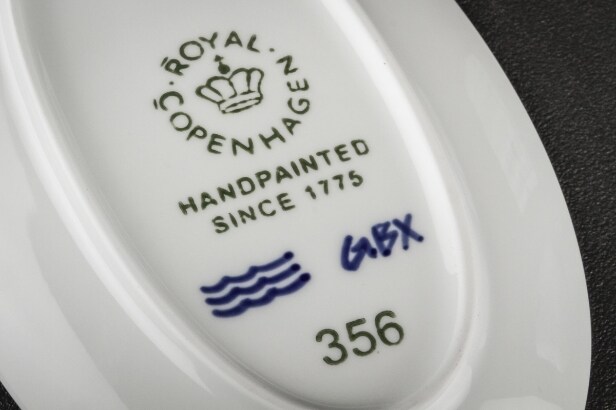 ROYAL
COPENHAGEN
HANDPAINTED
SINCE 1775
G.BX
356